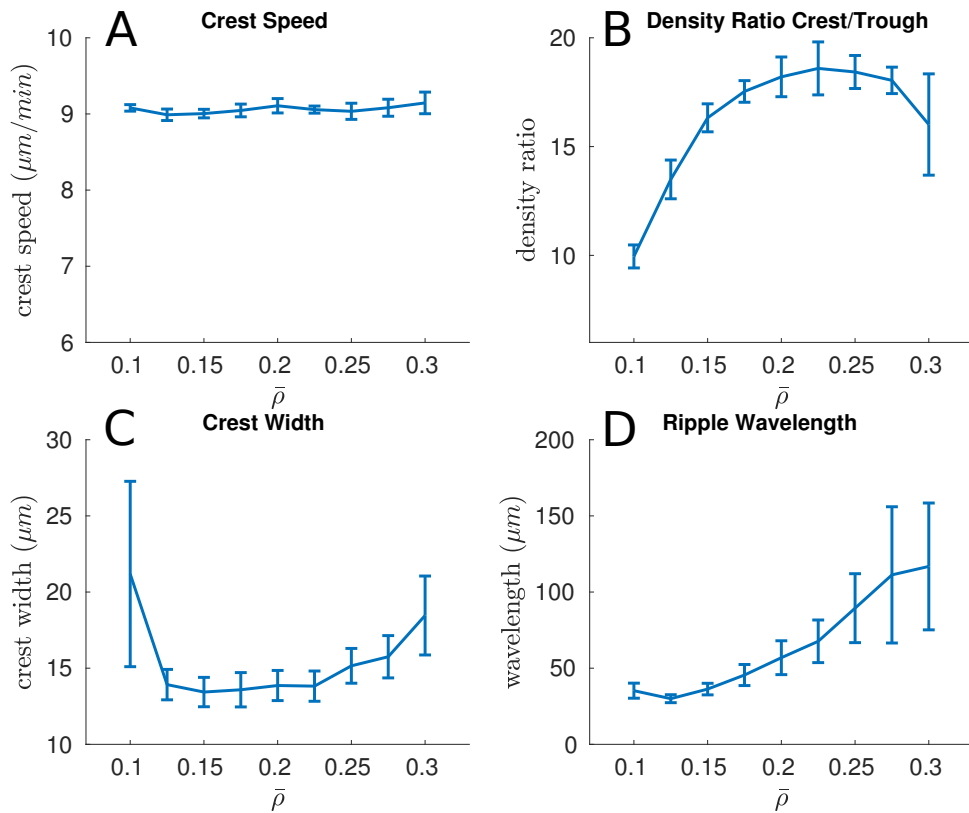 A Crest Speed
10
9
8
7
6
crest speed (μm/min)
0.1 0.15 0.2 0.25 0.3
ρ̄
B Density Ratio Crest/Trough
20
15
10
density ratio
0.1 0.15 0.2 0.25 0.3
ρ̄
C Crest Width
30
25
20
15
10
crest width (μm)
0.1 0.15 0.2 0.25 0.3
ρ̄
D Ripple Wavelength
200
150
100
50
0
wavelength (μm)
0.1 0.15 0.2 0.25 0.3
ρ̄